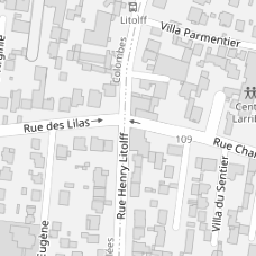 Litolff
Villa Parmentier
Colombes
Rue des Lilas
109
Rue Henry Litolff
Villa du Sentier
Eugène